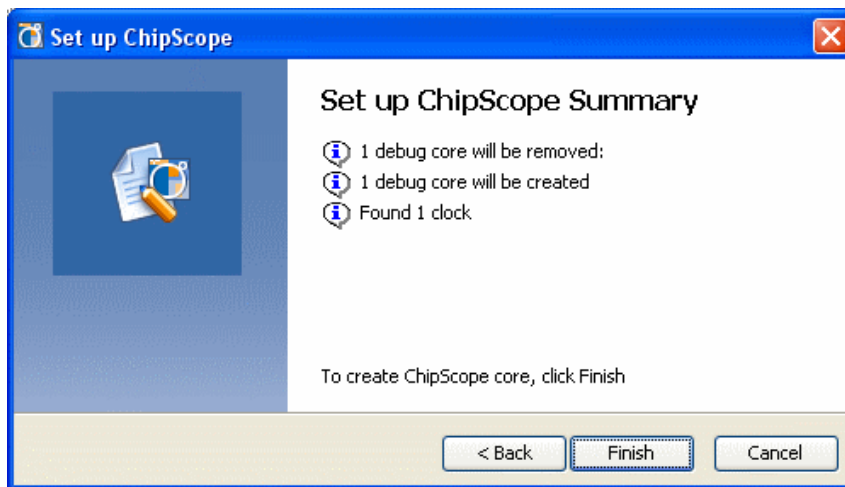 Set up ChipScope
Set up ChipScope Summary
1 debug core will be removed:
1 debug core will be created
Found 1 clock
To create ChipScope core, click Finish
< Back
Finish
Cancel